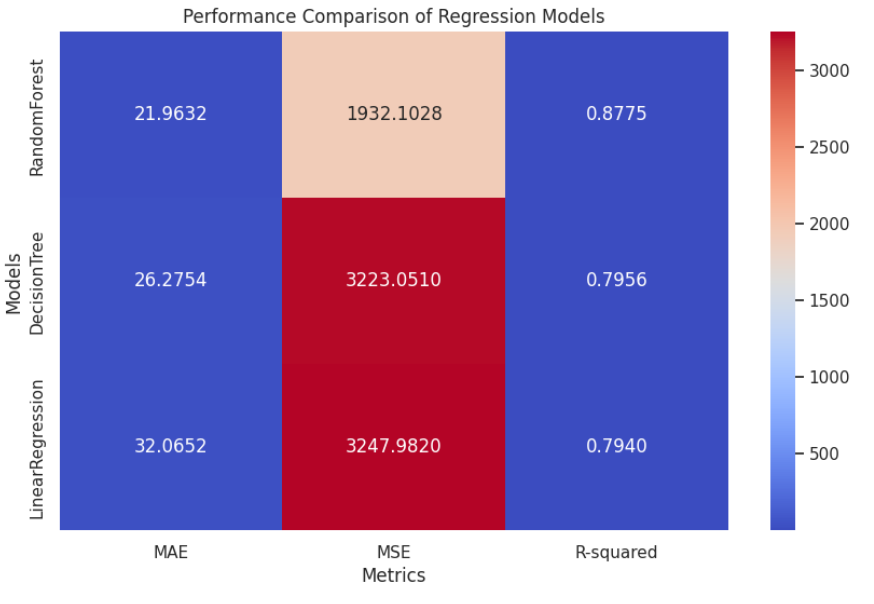 Performance Comparison of Regression Models
Models
RandomForest
21.9632 1932.1028 0.8775
DecisionTree
26.2754 3223.0510 0.7956
LinearRegression
32.0652 3247.9820 0.7940
MAE MSE R-squared
Metrics
3000
2500
2000
1500
1000
500